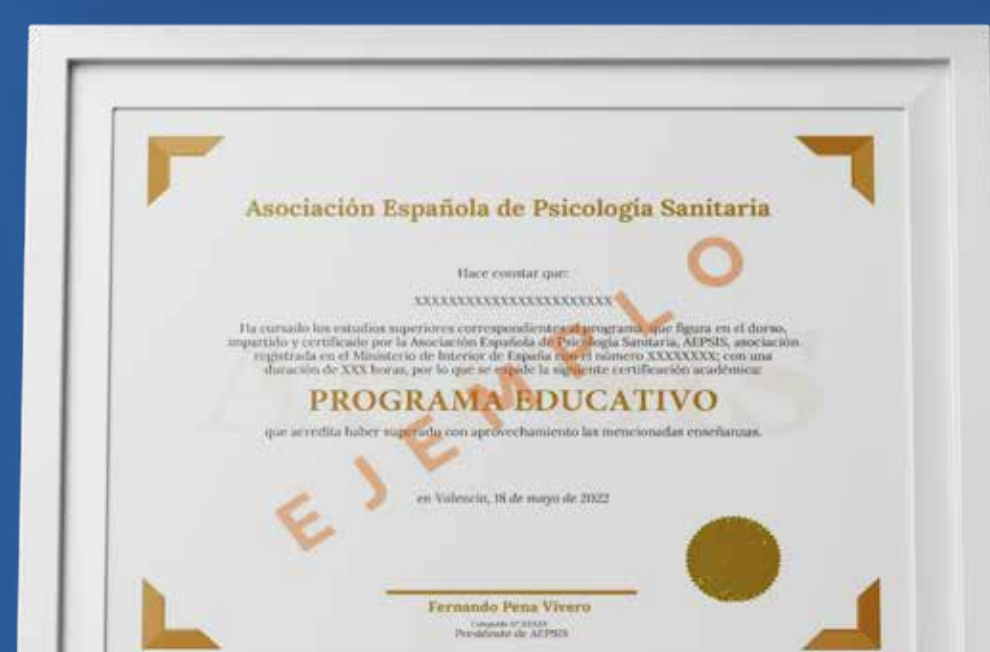 Asociación Española de Psicología Sanitaria
Hace constar que:
XXXXXXXXXXXXXXXXXXXXXXX
Ha cursado los estudios superiores correspondientes al programa, que figura en el dorso,
impartido y certificado por la Asociación Española de Psicología Sanitaria, AEPSIS, asociación
registrada en el Ministerio de Interior de España con el número XXXXXXXX; con una
duración de XXX horas, por lo que se expide la siguiente certificación académica:
PROGRAMA EDUCATIVO
que acredita haber superado con aprovechamiento las mencionadas enseñanzas.
en Valencia, 18 de mayo de 2022
EJEMPLO
Fernando Pena Vivero
Colegiado Nº XXXXX
Presidente de AEPSIS